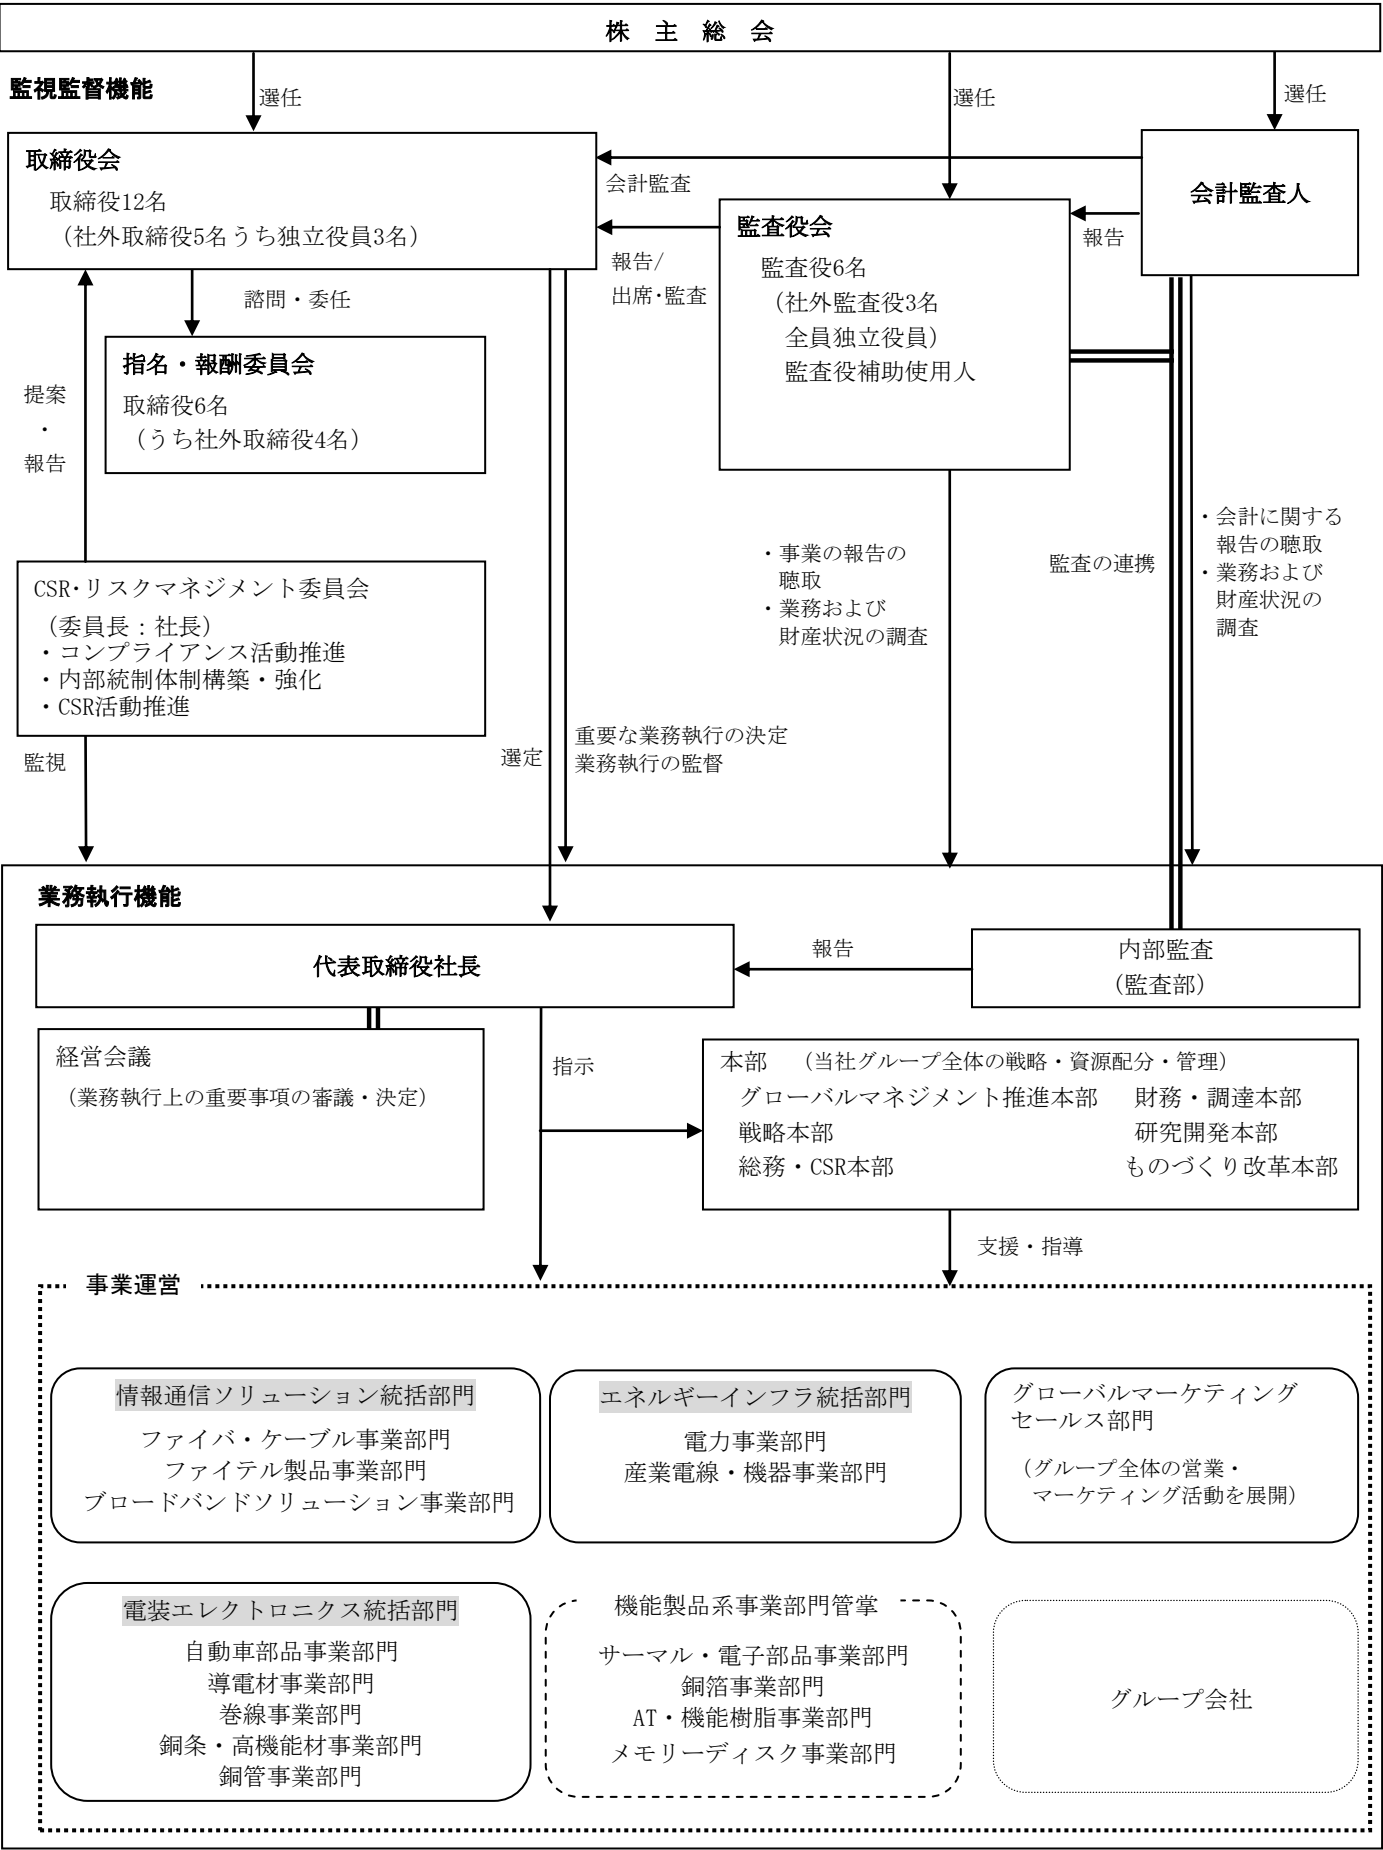 株 主 総 会
監視監督機能
選任
選任
選任
取締役会
取締役12名
（社外取締役5名うち独立役員3名）
会計監査
報告/
出席・監査
監査役会
監査役6名
（社外監査役3名
全員独立役員）
監査役補助使用人
報告
会計監査人
諮問・委任
指名・報酬委員会
取締役6名
（うち社外取締役4名）
提案
・
報告
CSR・リスクマネジメント委員会
（委員長：社長）
・コンプライアンス活動推進
・内部統制体制構築・強化
・CSR活動推進
監視
選定
重要な業務執行の決定
業務執行の監督
・事業の報告の
聴取
・業務および
財産状況の調査
監査の連携
・会計に関する
報告の聴取
・業務および
財産状況の
調査
業務執行機能
代表取締役社長
報告
内部監査
（監査部）
経営会議
（業務執行上の重要事項の審議・決定）
指示
本部　（当社グループ全体の戦略・資源配分・管理）
グローバルマネジメント推進本部　財務・調達本部
戦略本部　研究開発本部
総務・CSR本部　ものづくり改革本部
支援・指導
事業運営
情報通信ソリューション統括部門
ファイバ・ケーブル事業部門
ファイテル製品事業部門
ブロードバンドソリューション事業部門
エネルギーインフラ統括部門
電力事業部門
産業電線・機器事業部門
グローバルマーケティング
セールス部門
（グループ全体の営業・
マーケティング活動を展開）
電装エレクトロニクス統括部門
自動車部品事業部門
導電材事業部門
巻線事業部門
銅条・高機能材事業部門
銅管事業部門
機能製品系事業部門管掌
サーマル・電子部品事業部門
銅箔事業部門
AT・機能樹脂事業部門
メモリーディスク事業部門
グループ会社